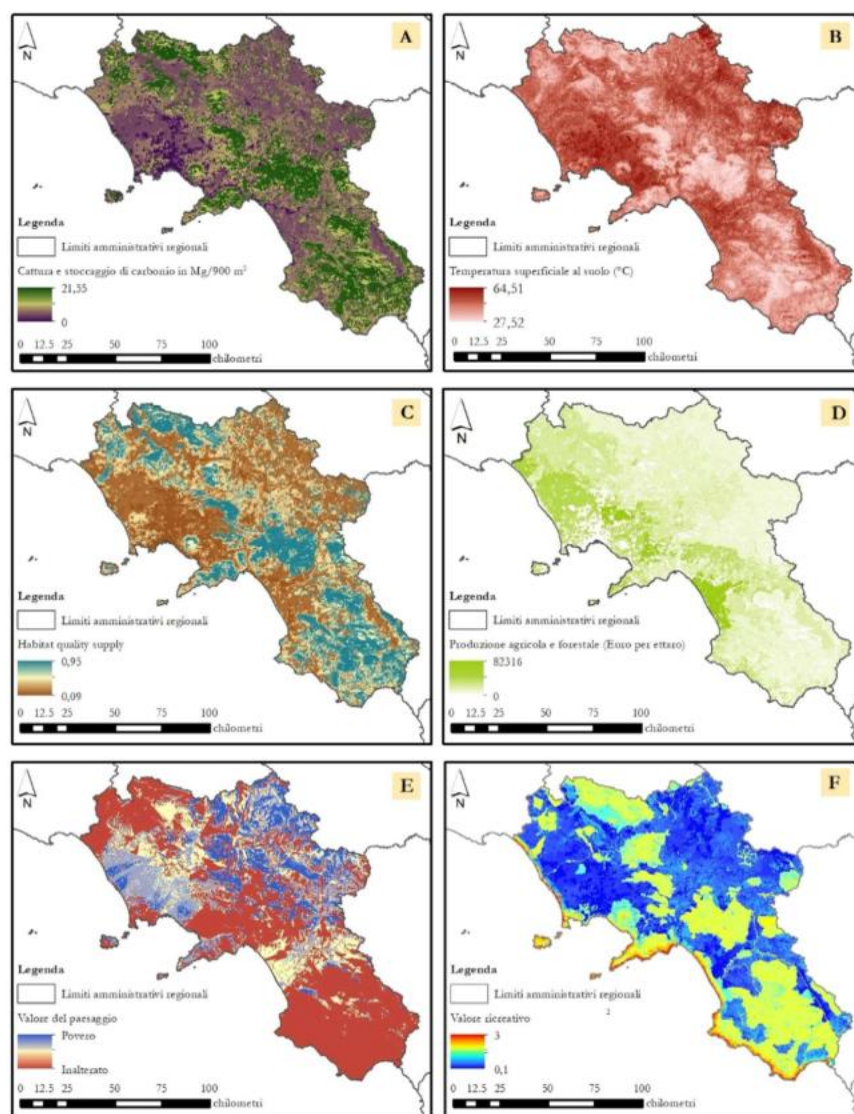 A
N
Legenda
Limiti amministrativi regionali
Cattura e stoccaggio di carbonio in Mg/900 m²
21,35
0
0 12.5 25 50 75 100
chilometri
B
N
Legenda
Limiti amministrativi regionali
Temperatura superficiale al suolo (°C)
64,51
27,52
0 12.5 25 50 75 100
chilometri
C
N
Legenda
Limiti amministrativi regionali
Habitat quality supply
0,95
0,09
0 12.5 25 50 75 100
chilometri
D
N
Legenda
Limiti amministrativi regionali
Produzione agricola e forestale (Euro per ettaro)
82316
0
0 12.5 25 50 75 100
chilometri
E
N
Legenda
Limiti amministrativi regionali
Valore del paesaggio
Povero
Inalterato
0 12.5 25 50 75 100
chilometri
F
N
Legenda
Limiti amministrativi regionali
2
Valore ricreativo
3
0,1
0 12.5 25 50 75 100
chilometri